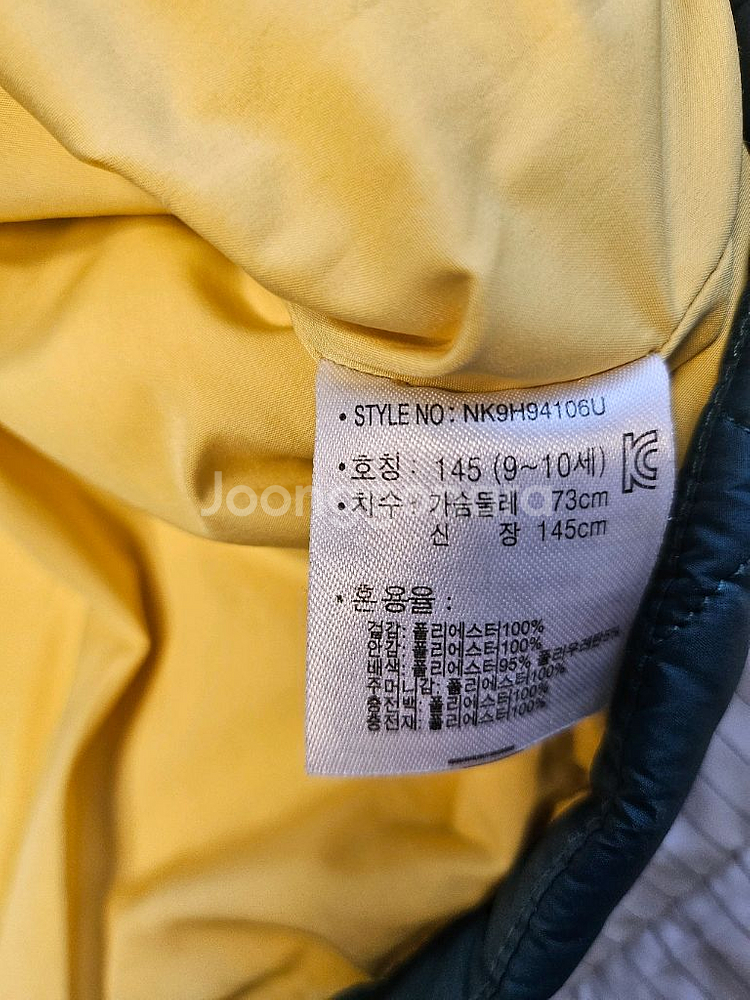 • STYLE NO : NK9H94106U
• 호칭 : 145 (9~10세)
• 치수 : 가슴둘레 73cm
신 장 145cm
• 혼용율 :
겉감: 폴리에스터100%
안감: 폴리에스터100%
배색: 폴리에스터95% 폴리우레탄5%
주머니감: 폴리에스터100%
충전백: 폴리에스터100%
충전재: 폴리에스터100%